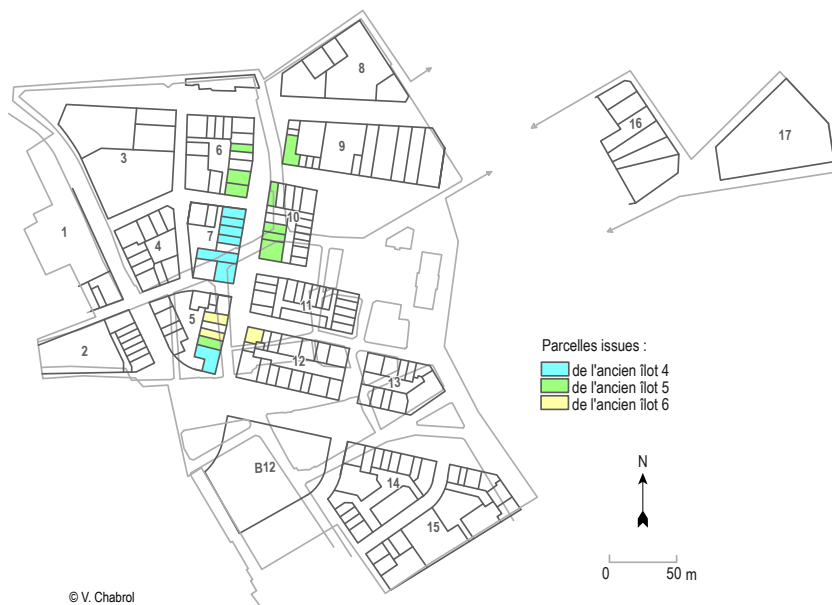 8
16
17
6
9
3
10
7
1
4
11
5
2
12
13
B12
14
15
Parcelles issues :
de l'ancien îlot 4
de l'ancien îlot 5
de l'ancien îlot 6
N
0 50 m
© V. Chabrol